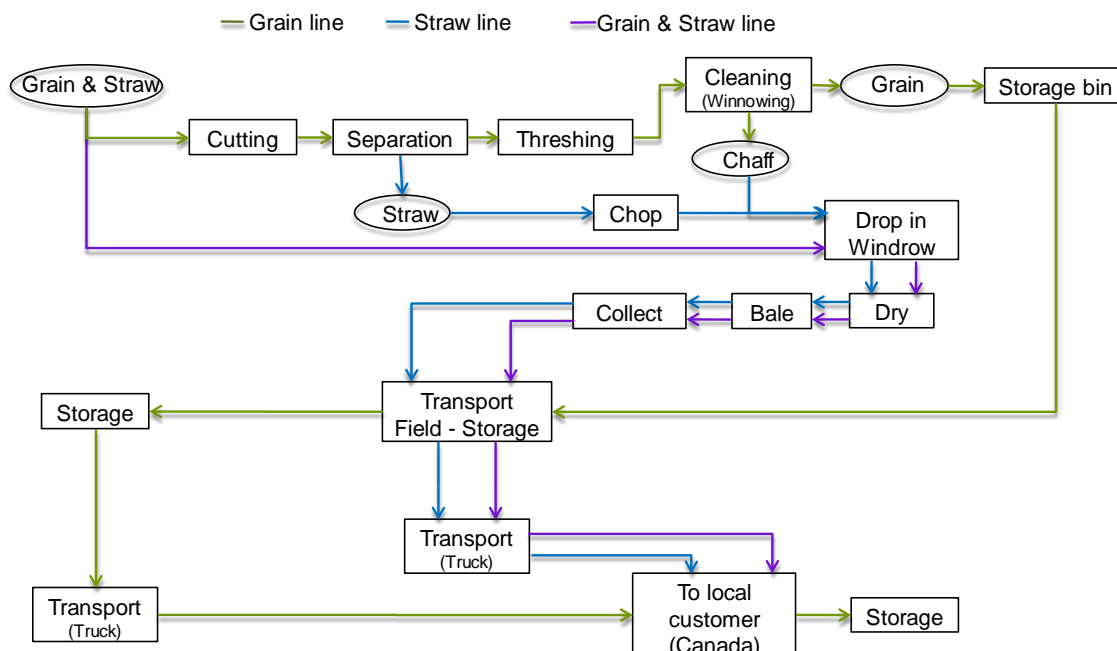 Grain line
Straw line
Grain & Straw line
Grain & Straw
Cleaning
(Winnowing)
Grain
Storage bin
Cutting
Separation
Threshing
Chaff
Straw
Chop
Drop in
Windrow
Collect
Bale
Dry
Storage
Transport
Field - Storage
Transport
(Truck)
Transport
(Truck)
To local
customer
(Canada)
Storage